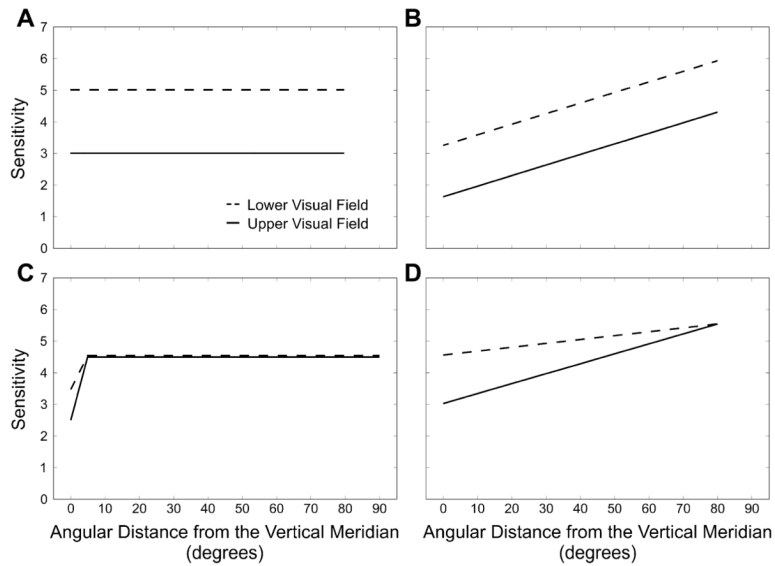 A
B
7
6
5
4
3
2
1
0
Sensitivity
Lower Visual Field
Upper Visual Field
C
D
7
6
5
4
3
2
1
0
Sensitivity
0 10 20 30 40 50 60 70 80 90
0 10 20 30 40 50 60 70 80 90
Angular Distance from the Vertical Meridian
(degrees)
Angular Distance from the Vertical Meridian
(degrees)